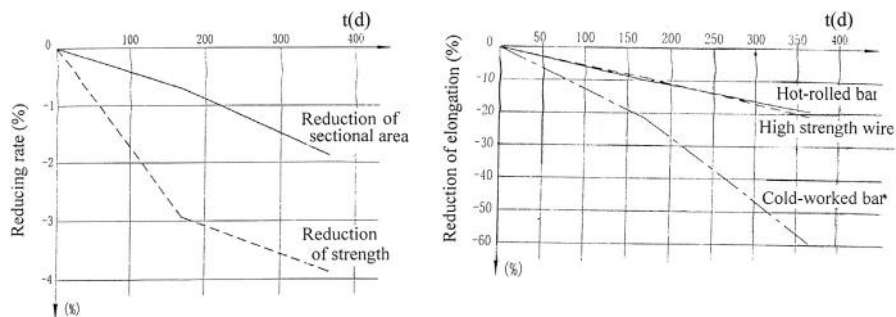 t(d)
0 100 200 300 400
0
-1
-2
-3
-4
(%)
Reducing rate (%)
Reduction of
sectional area
Reduction
of strength
t(d)
0 50 100 150 200 250 300 350 400
-10
-20
-30
-40
-50
-60
(%)
Reduction of elongation (%)
Hot-rolled bar
High strength wire
Cold-worked bar